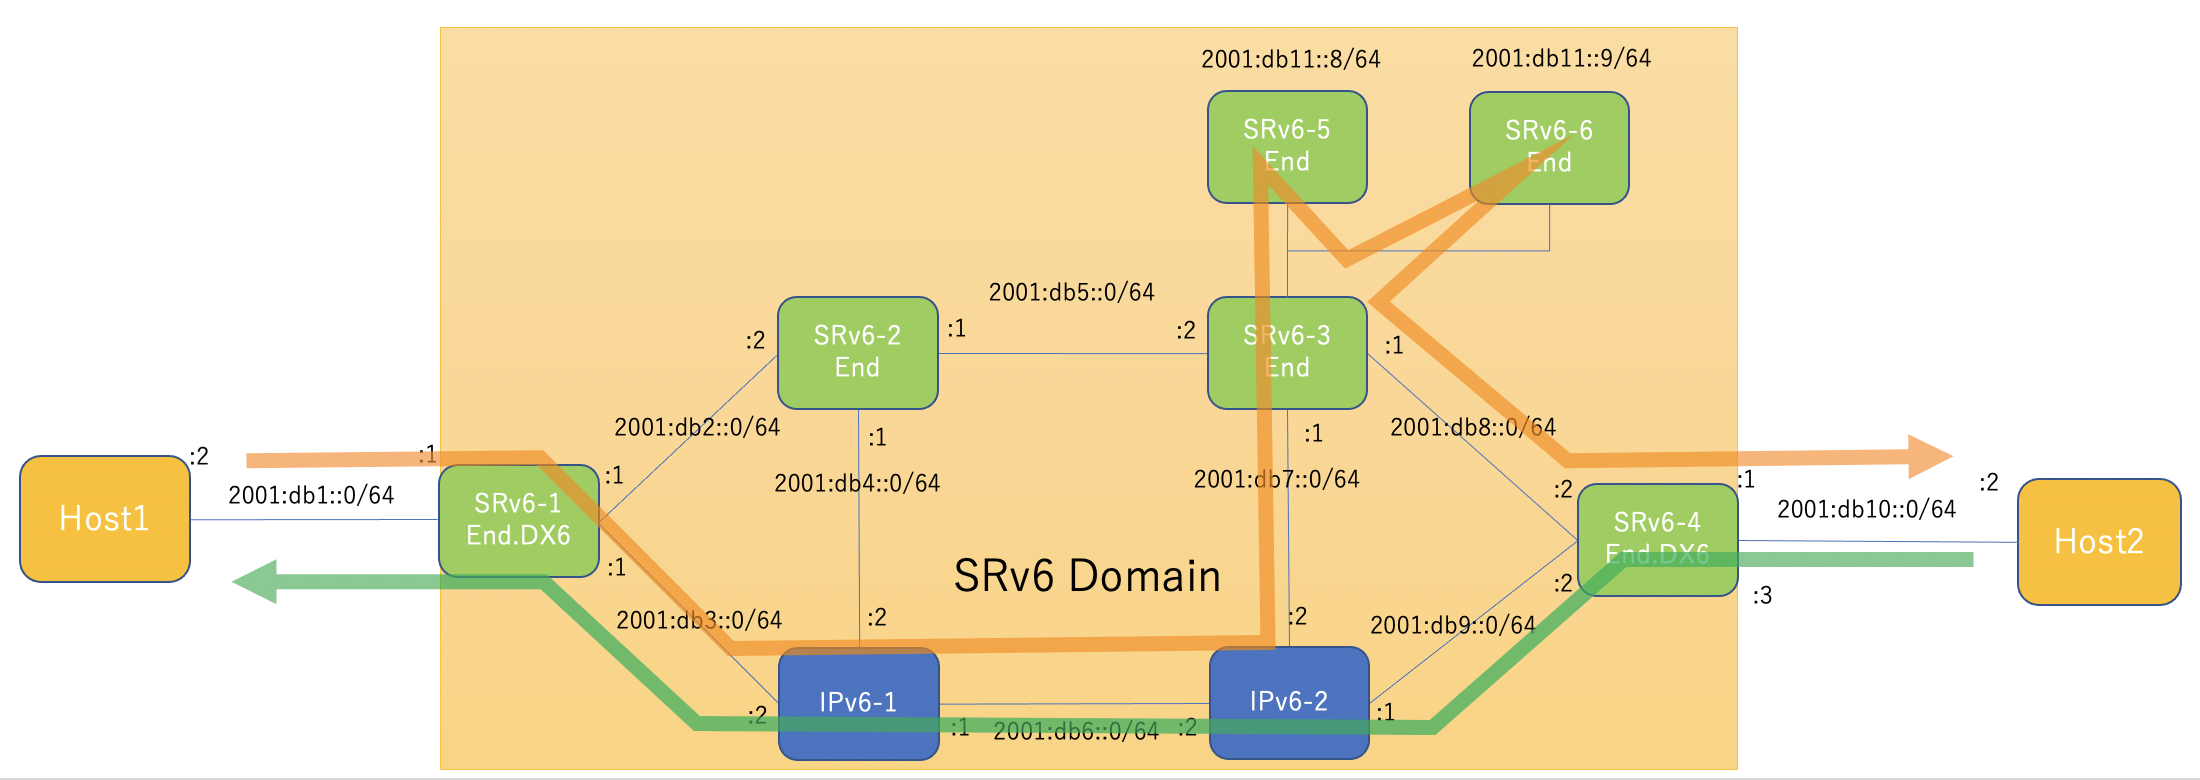 2001:db11::8/64
2001:db11::9/64
SRv6-5
End
SRv6-6
End
2001:db5::0/64
SRv6-2
End
SRv6-3
End
:2
:1
:2
:1
2001:db2::0/64
2001:db8::0/64
:1
:1
:2
:1
2001:db1::0/64
:1
2001:db4::0/64
2001:db7::0/64
:2
:1
:2
Host1
SRv6-1
End.DX6
SRv6-4
End.DX6
2001:db10::0/64
Host2
SRv6 Domain
:1
:2
:3
2001:db3::0/64
:2
:2
2001:db9::0/64
IPv6-1
IPv6-2
:2
:1
2001:db6::0/64
:2
:1